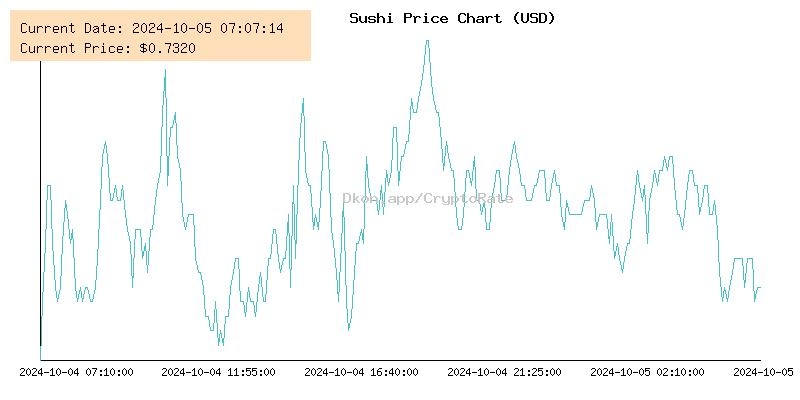 Sushi Price Chart (USD)
Current Date: 2024-10-05 07:07:14
Current Price: $0.7320
Dkon.app/CryptoRate
2024-10-04 07:10:00 2024-10-04 11:55:00 2024-10-04 16:40:00 2024-10-04 21:25:00 2024-10-05 02:10:00 2024-10-05